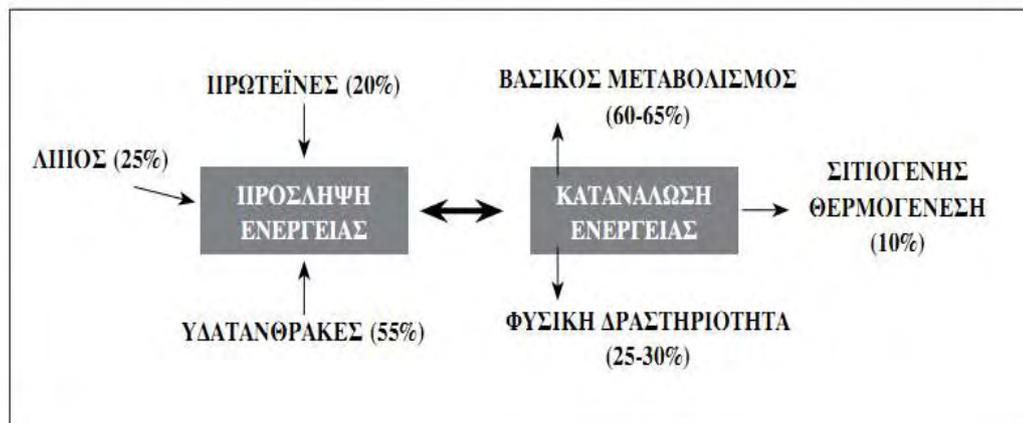 ΠΡΩΤΕΪΝΕΣ (20%)
ΛΙΠΟΣ (25%)
ΠΡΟΣΛΗΨΗ
ΕΝΕΡΓΕΙΑΣ
ΥΔΑΤΑΝΘΡΑΚΕΣ (55%)
ΒΑΣΙΚΟΣ ΜΕΤΑΒΟΛΙΣΜΟΣ
(60-65%)
ΚΑΤΑΝΑΛΩΣΗ
ΕΝΕΡΓΕΙΑΣ
ΣΙΤΙΟΓΕΝΗΣ
ΘΕΡΜΟΓΕΝΕΣΗ
(10%)
ΦΥΣΙΚΗ ΔΡΑΣΤΗΡΙΟΤΗΤΑ
(25-30%)